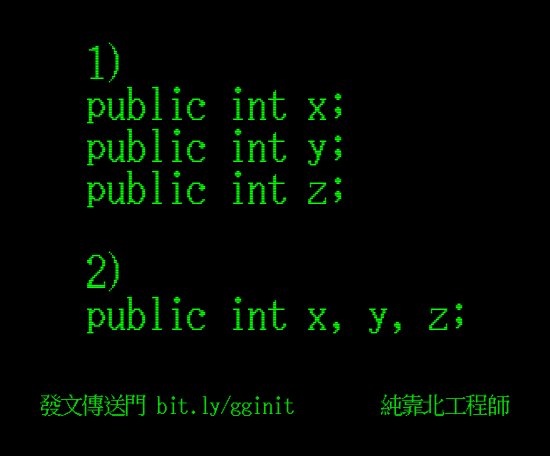 1)
public int x;
public int y;
public int z;
2)
public int x, y, z;
發文傳送門 bit.ly/gginit 純靠北工程師